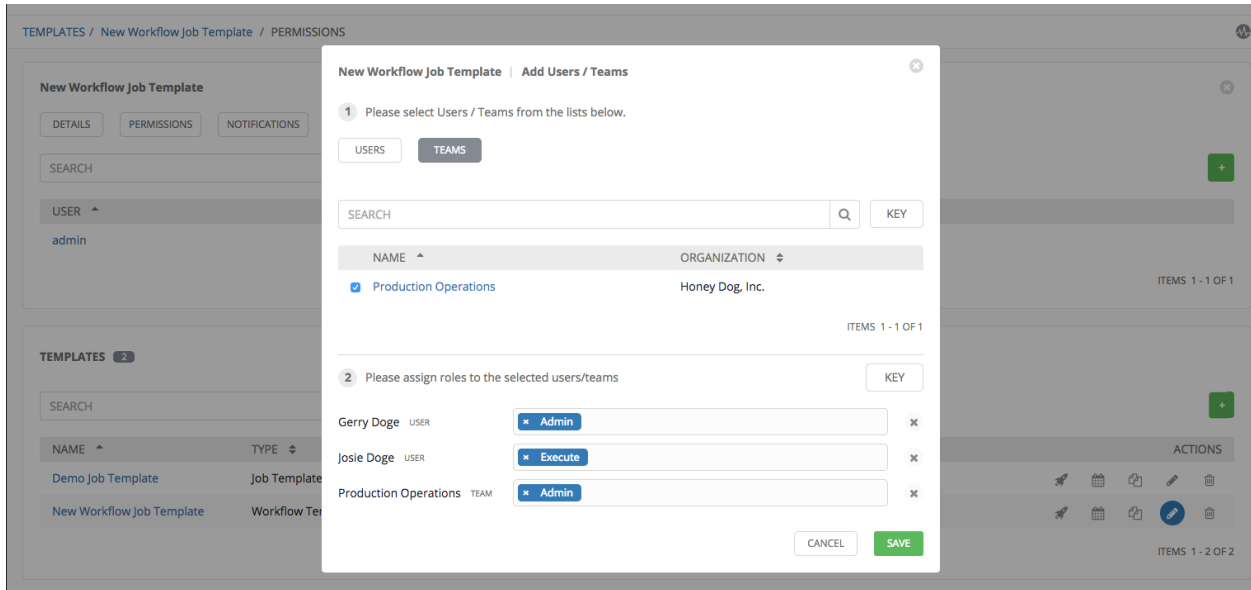 TEMPLATES / New Workflow Job Template / PERMISSIONS
New Workflow Job Template
DETAILS PERMISSIONS NOTIFICATIONS
SEARCH
+
USER
admin
ITEMS 1 - 1 OF 1
TEMPLATES 2
SEARCH
+
NAME TYPE ACTIONS
Demo Job Template Job Template
New Workflow Job Template Workflow Ter
ITEMS 1 - 2 OF 2
New Workflow Job Template | Add Users / Teams
1 Please select Users / Teams from the lists below.
USERS TEAMS
SEARCH KEY
NAME ORGANIZATION
Production Operations Honey Dog, Inc.
ITEMS 1 - 1 OF 1
2 Please assign roles to the selected users/teams KEY
Gerry Doge USER × Admin ×
Josie Doge USER × Execute ×
Production Operations TEAM × Admin ×
CANCEL SAVE